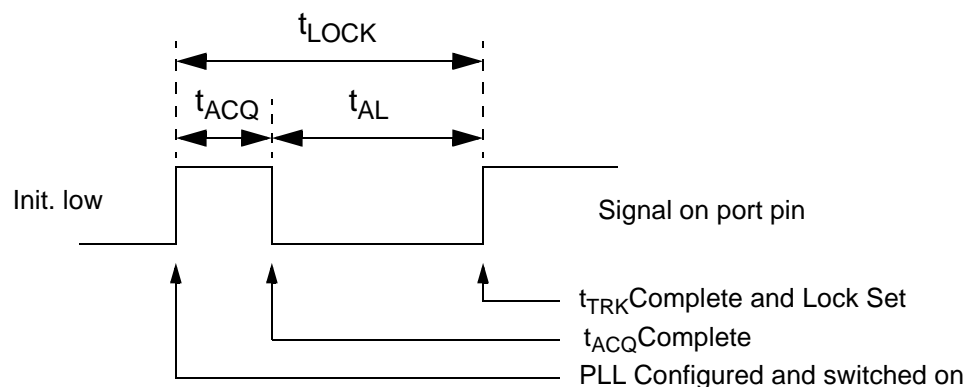 tLOCK
tACQ
tAL
Init. low
Signal on port pin
tTRKComplete and Lock Set
tACQComplete
PLL Configured and switched on